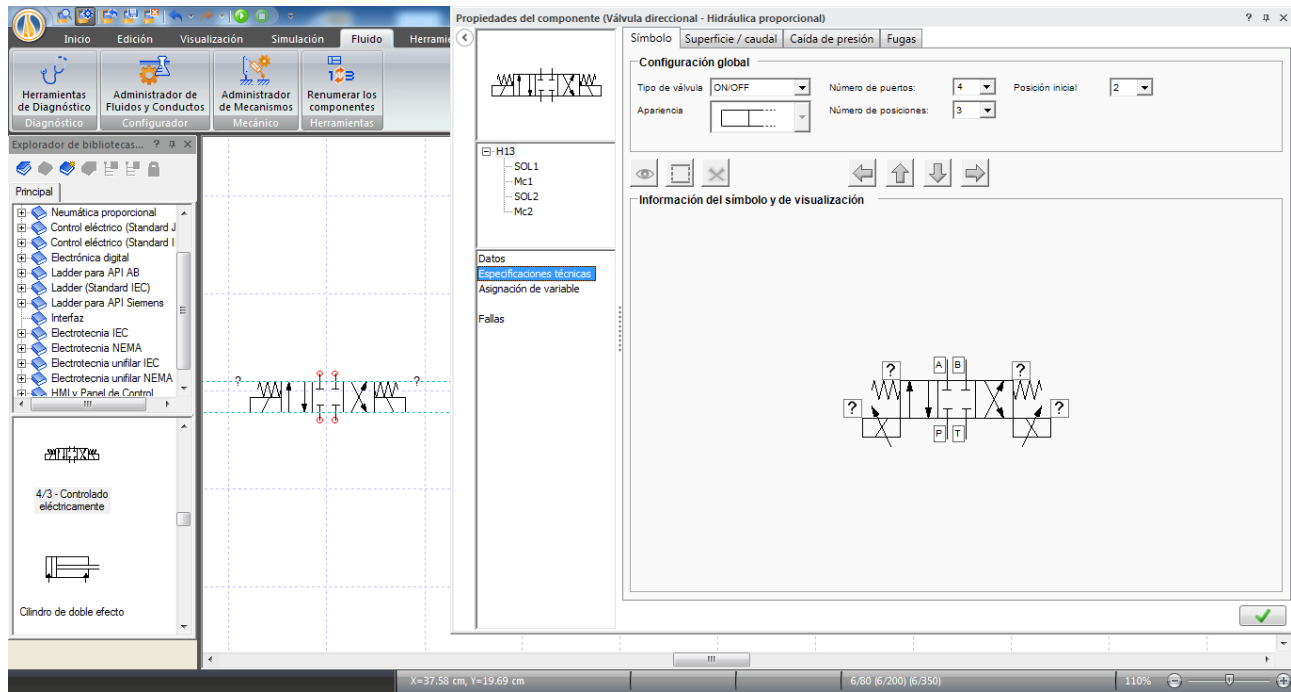 Propiedades del componente (Válvula direccional - Hidráulica proporcional)
Inicio Edición Visualización Simulación Fluido Herramie
Herramientas de Diagnóstico
Diagnóstico
Administrador de Fluidos y Conductos
Configurador
Administrador de Mecanismos
Mecánico
Renumerar los componentes
Herramientas
Explorador de bibliotecas...
Principal
Neumática proporcional
Control eléctrico (Standard J
Control eléctrico (Standard I
Electrónica digital
Ladder para API AB
Ladder (Standard IEC)
Ladder para API Siemens
Interfaz
Electrotecnia IEC
Electrotecnia NEMA
Electrotecnia unifilar IEC
Electrotecnia unifilar NEMA
HMI y Panel de Control
4/3 - Controlado
eléctricamente
Cilindro de doble efecto
? ?
H13
SOL1
Mc1
SOL2
Mc2
Datos
Especificaciones técnicas
Asignación de variable
Fallas
Símbolo Superficie / caudal Caída de presión Fugas
Configuración global
Tipo de válvula ON/OFF Número de puertos: 4 Posición inicial 2
Apariencia Número de posiciones: 3
Información del símbolo y de visualización
? A B ?
? ?
P T
X=37.58 cm, Y=19.69 cm 6/80 (6/200) (6/350) 110%